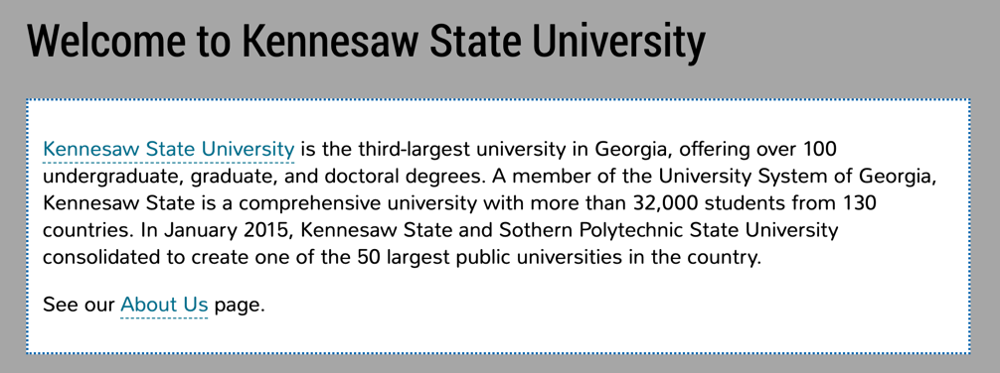 Welcome to Kennesaw State University
Kennesaw State University is the third-largest university in Georgia, offering over 100
undergraduate, graduate, and doctoral degrees. A member of the University System of Georgia,
Kennesaw State is a comprehensive university with more than 32,000 students from 130
countries. In January 2015, Kennesaw State and Sothern Polytechnic State University
consolidated to create one of the 50 largest public universities in the country.
See our About Us page.